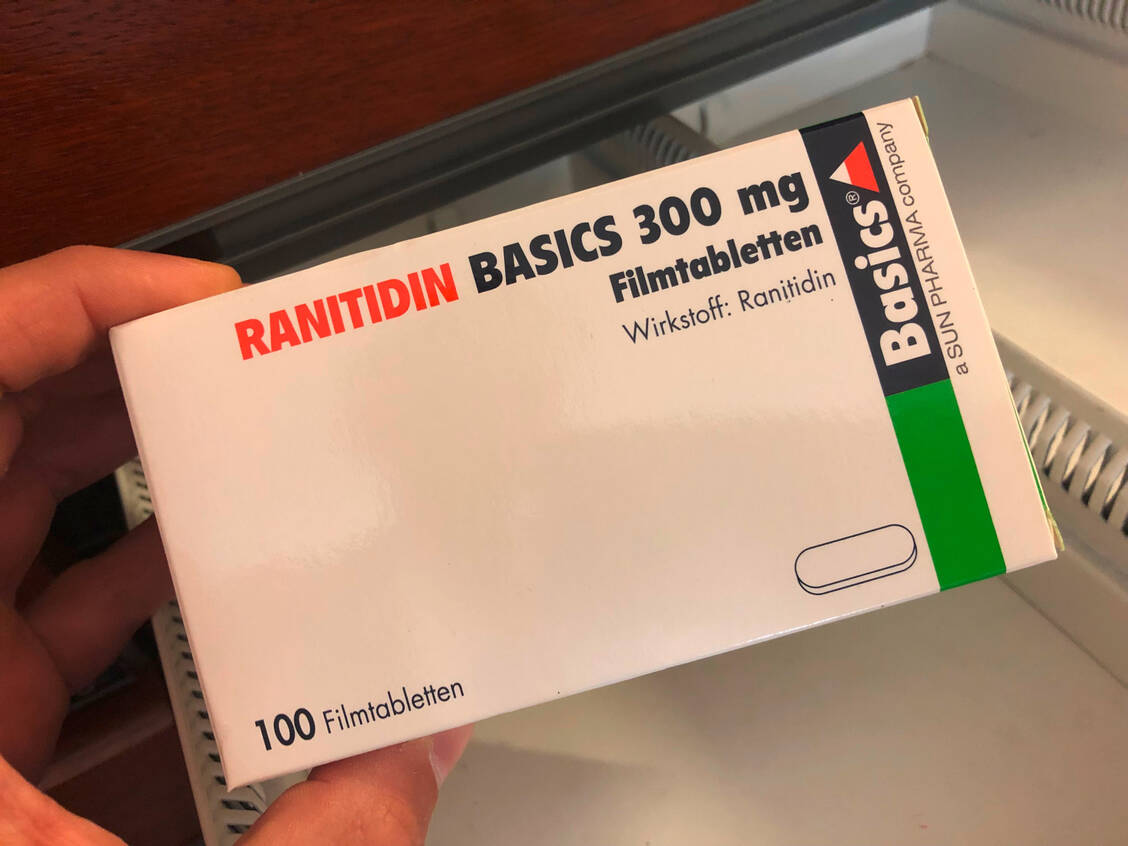 RANITIDIN BASICS 300 mg
Filmtabletten
Wirkstoff: Ranitidin
Basics®
a SUN PHARMA company
100 Filmtabletten